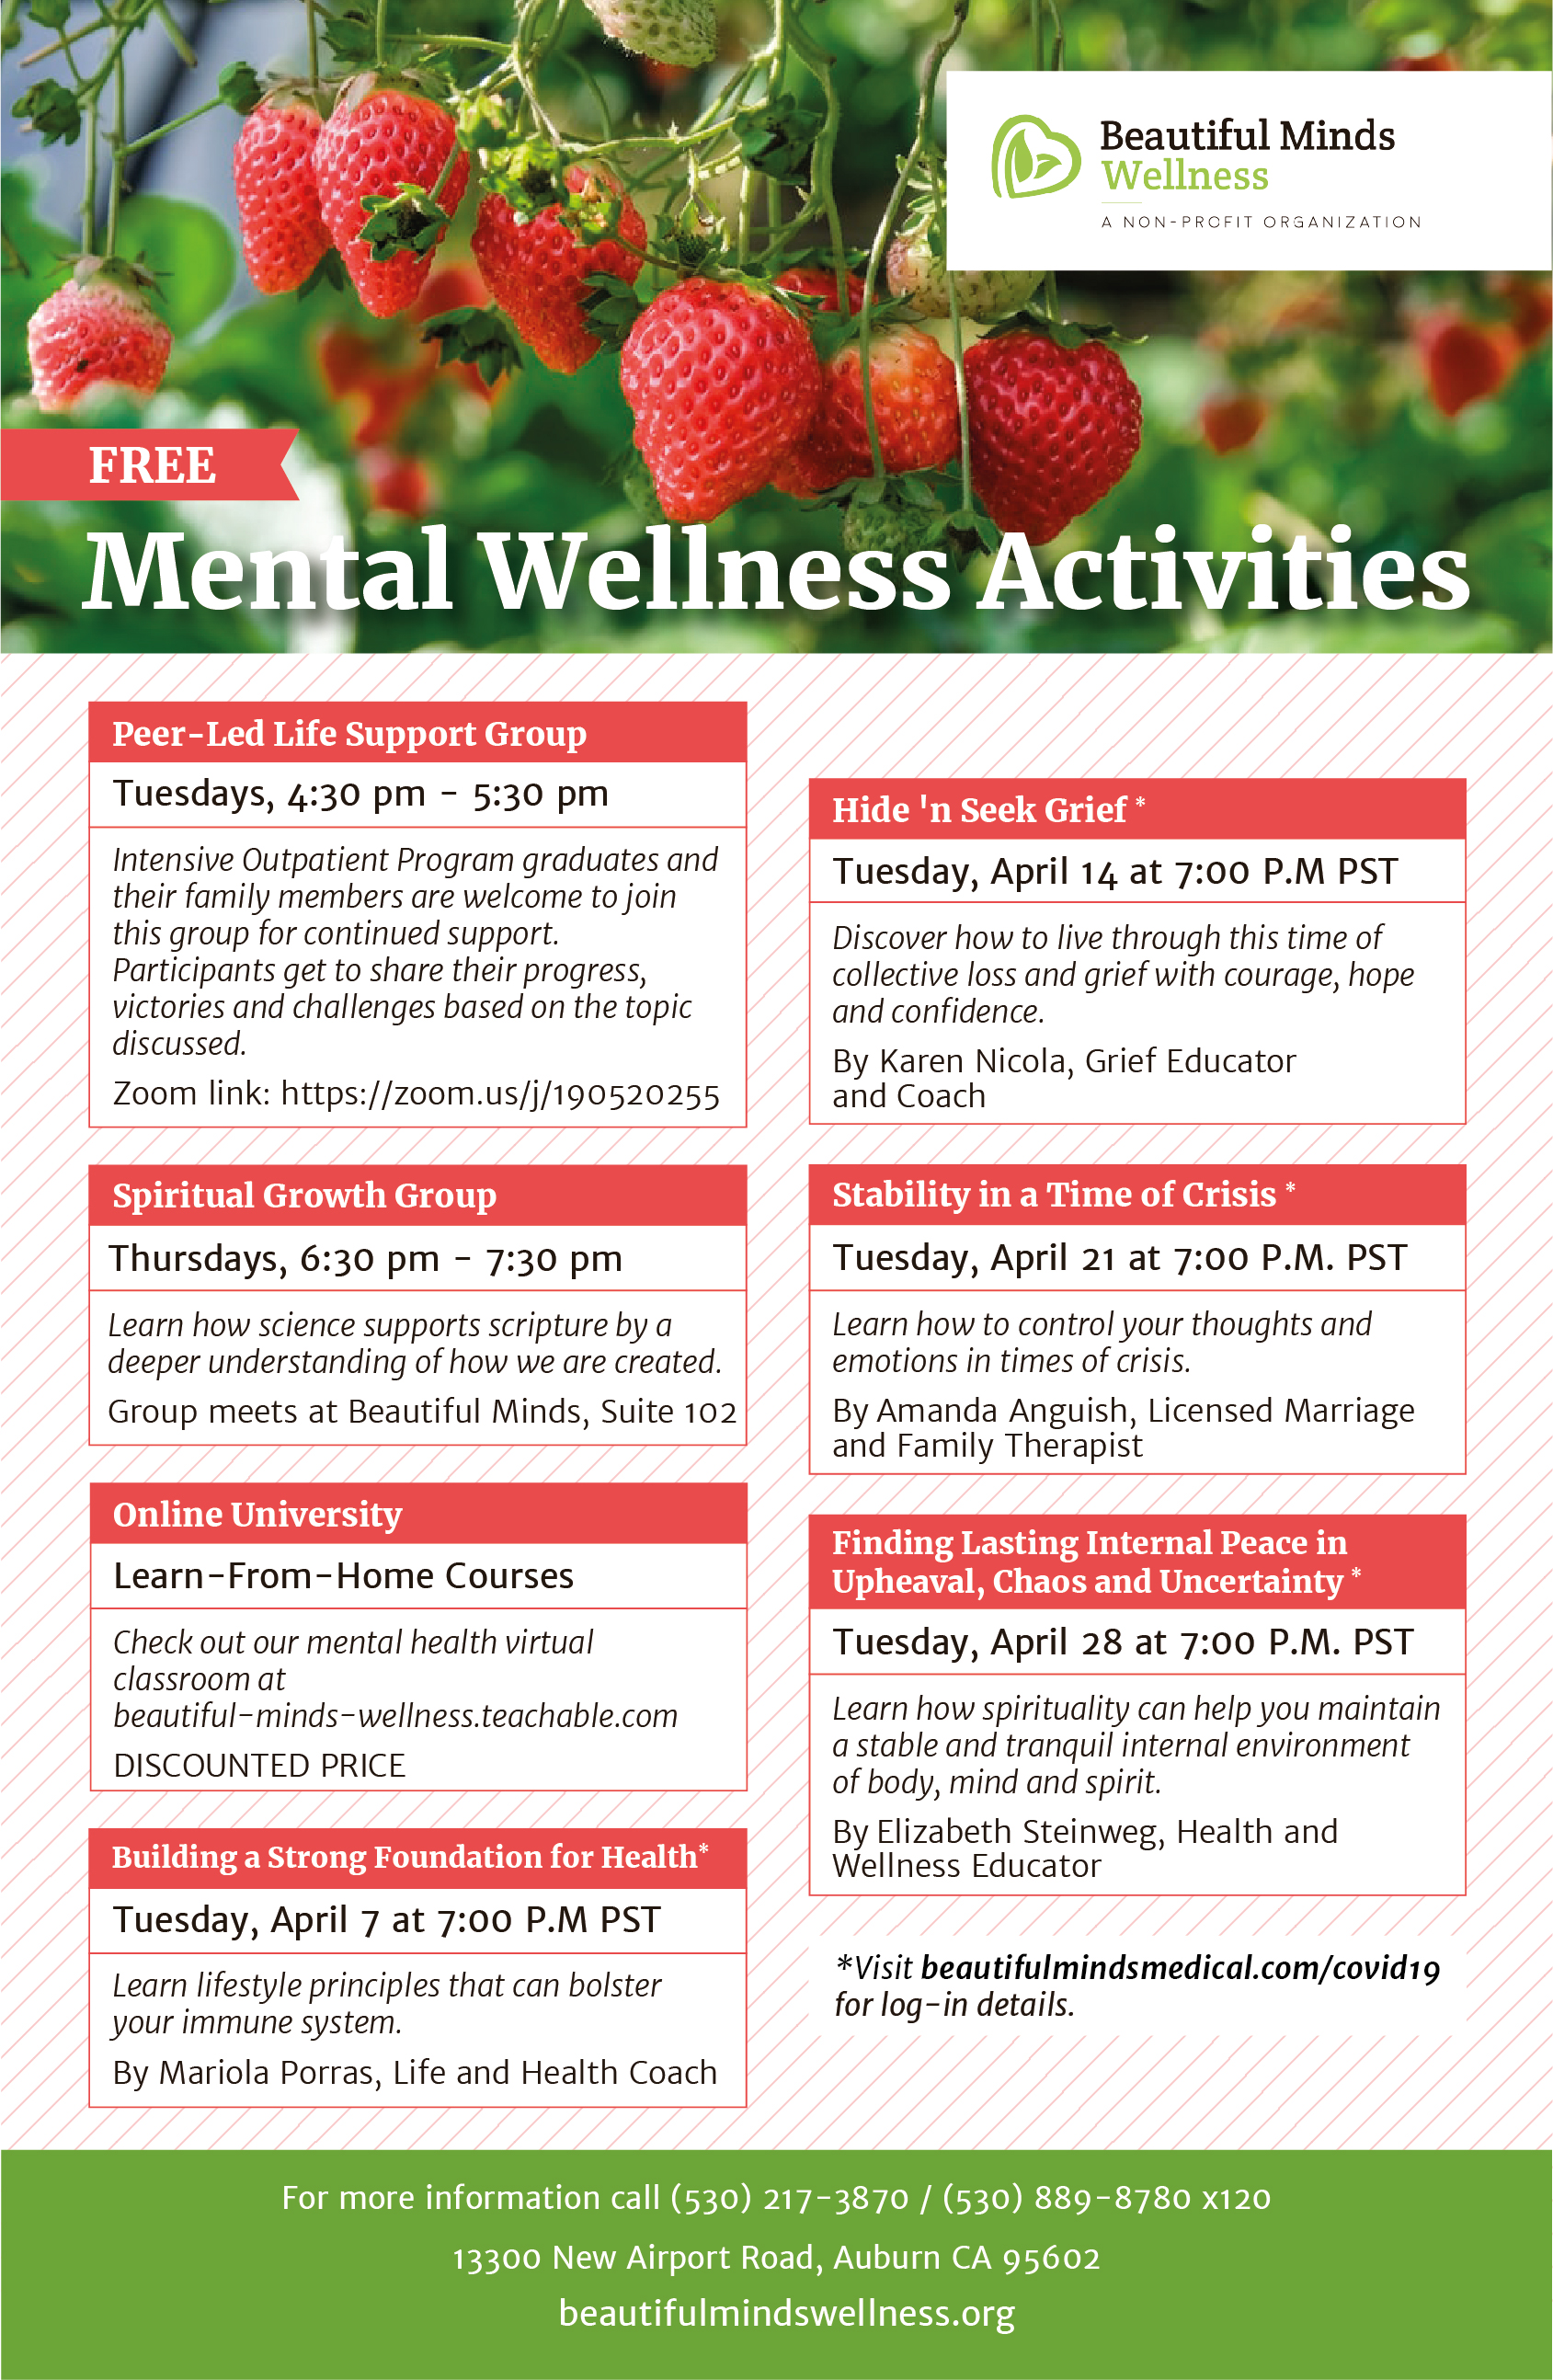 Beautiful Minds
Wellness
A NON-PROFIT ORGANIZATION
FREE
Mental Wellness Activities
Peer-Led Life Support Group
Tuesdays, 4:30 pm - 5:30 pm
Intensive Outpatient Program graduates and
their family members are welcome to join
this group for continued support.
Participants get to share their progress,
victories and challenges based on the topic
discussed.
Zoom link: https://zoom.us/j/190520255
Spiritual Growth Group
Thursdays, 6:30 pm - 7:30 pm
Learn how science supports scripture by a
deeper understanding of how we are created.
Group meets at Beautiful Minds, Suite 102
Online University
Learn-From-Home Courses
Check out our mental health virtual
classroom at
beautiful-minds-wellness.teachable.com
DISCOUNTED PRICE
Building a Strong Foundation for Health*
Tuesday, April 7 at 7:00 P.M PST
Learn lifestyle principles that can bolster
your immune system.
By Mariola Porras, Life and Health Coach
Hide 'n Seek Grief *
Tuesday, April 14 at 7:00 P.M PST
Discover how to live through this time of
collective loss and grief with courage, hope
and confidence.
By Karen Nicola, Grief Educator
and Coach
Stability in a Time of Crisis *
Tuesday, April 21 at 7:00 P.M. PST
Learn how to control your thoughts and
emotions in times of crisis.
By Amanda Anguish, Licensed Marriage
and Family Therapist
Finding Lasting Internal Peace in
Upheaval, Chaos and Uncertainty *
Tuesday, April 28 at 7:00 P.M. PST
Learn how spirituality can help you maintain
a stable and tranquil internal environment
of body, mind and spirit.
By Elizabeth Steinweg, Health and
Wellness Educator
*Visit beautifulmindsmedical.com/covid19
for log-in details.
For more information call (530) 217-3870 / (530) 889-8780 x120
13300 New Airport Road, Auburn CA 95602
beautifulmindswellness.org